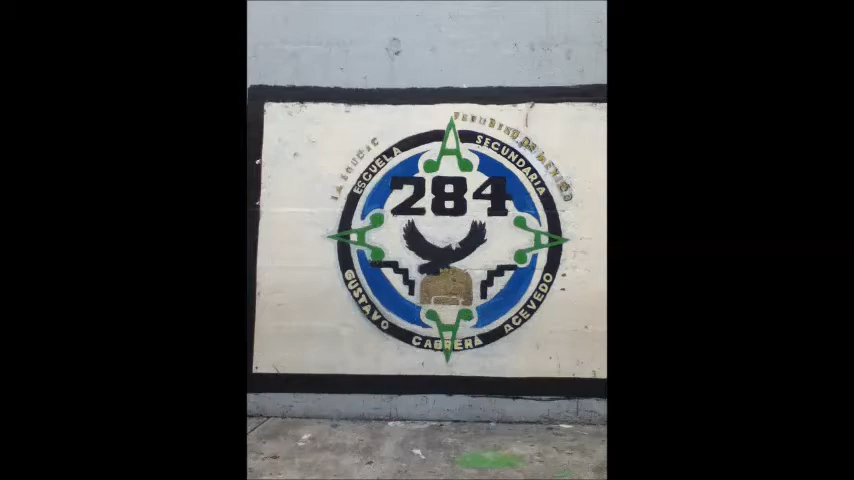 ESCUELA SECUNDARIA
284
GUSTAVO CABRERA ACEVEDO